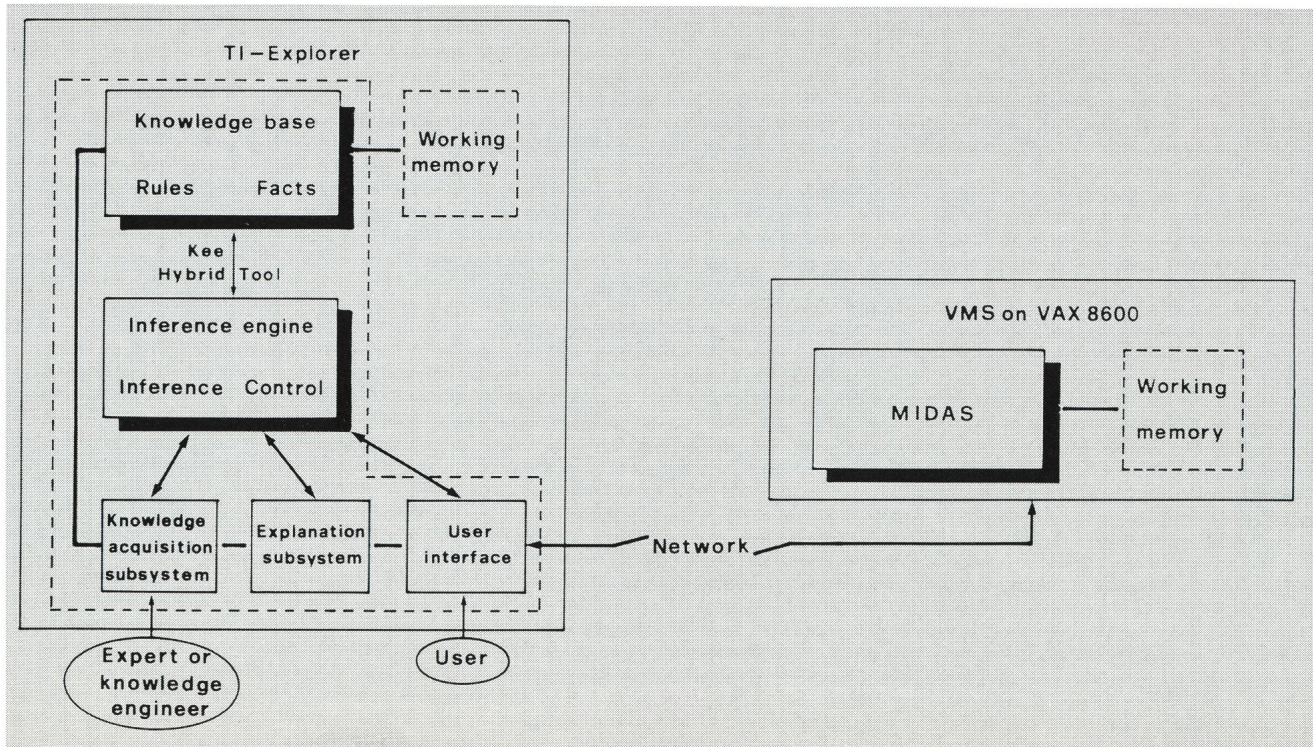 TI-Explorer
Knowledge base
Rules Facts
Working
memory
Kee
Hybrid Tool
Inference engine
Inference Control
Knowledge
acquisition
subsystem
Explanation
subsystem
User
interface
Network
Expert or
knowledge
engineer
User
VMS on VAX 8600
MIDAS
Working
memory